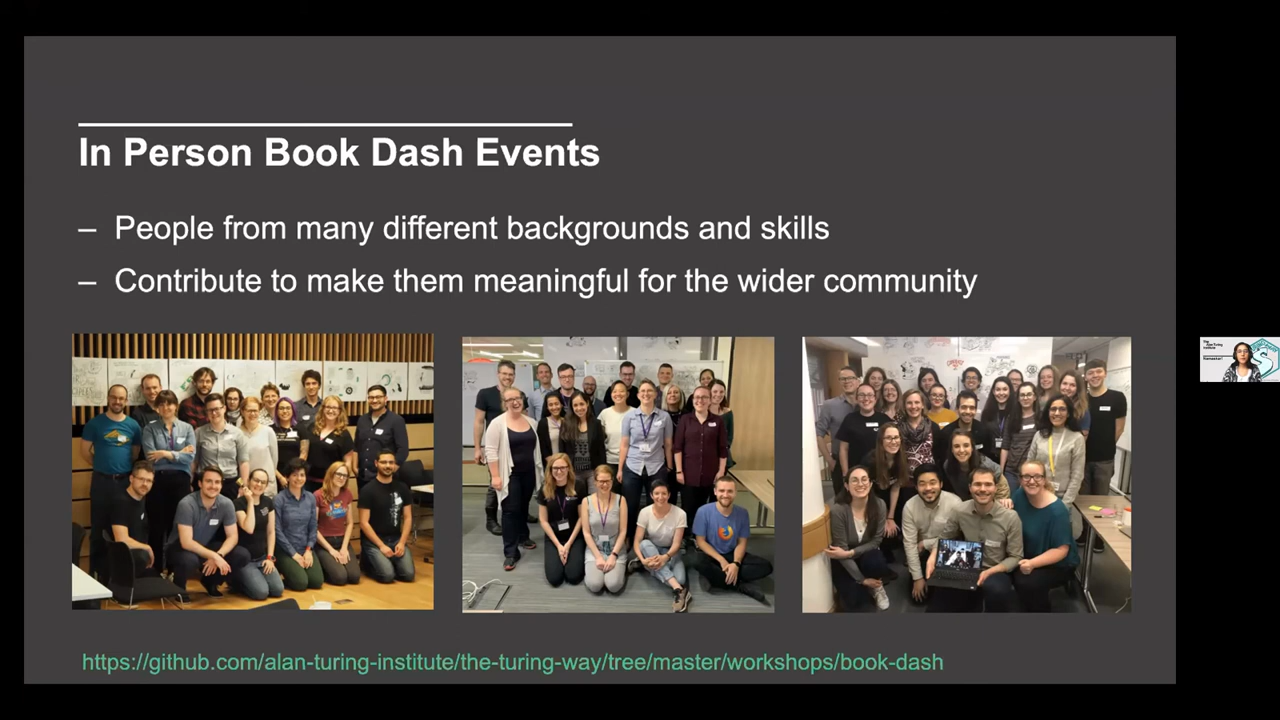 In Person Book Dash Events
– People from many different backgrounds and skills
– Contribute to make them meaningful for the wider community
https://github.com/alan-turing-institute/the-turing-way/tree/master/workshops/book-dash